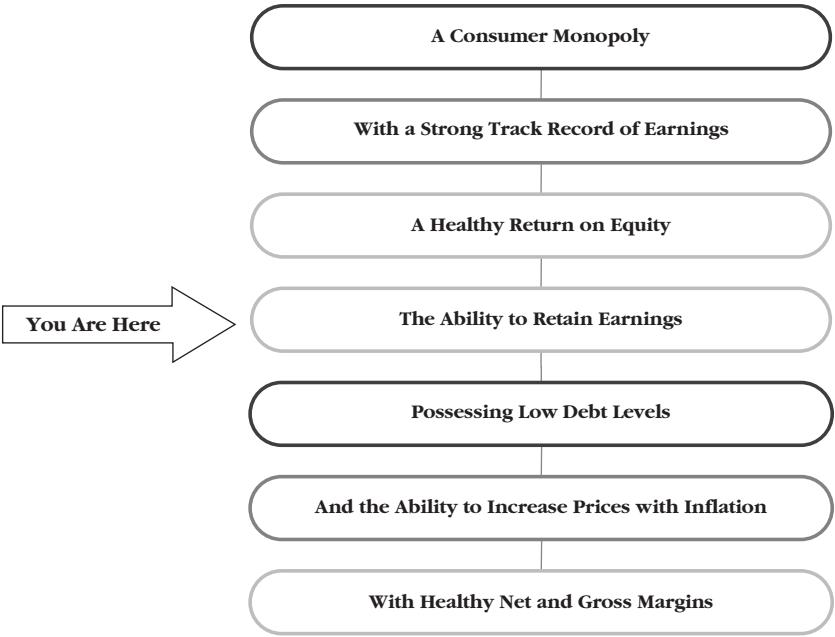 A Consumer Monopoly
With a Strong Track Record of Earnings
A Healthy Return on Equity
The Ability to Retain Earnings
You Are Here
Possessing Low Debt Levels
And the Ability to Increase Prices with Inflation
With Healthy Net and Gross Margins